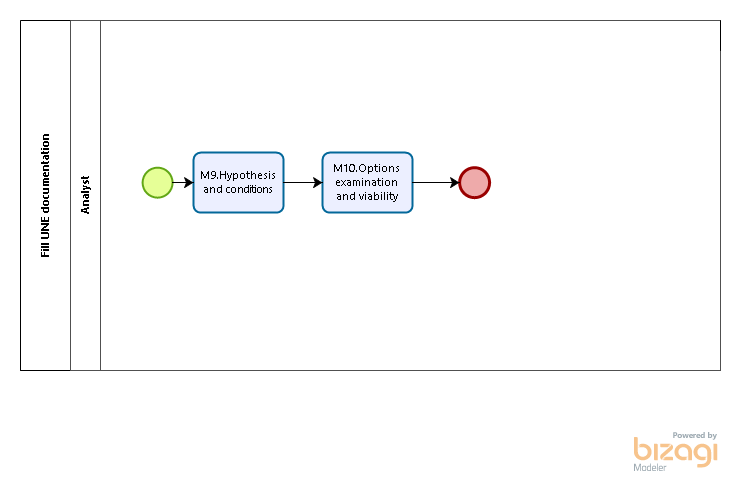 Fill UNE documentation
Analyst
M9.Hypothesis
and conditions
M10.Options
examination
and viability
Powered by
bizagi
Modeler